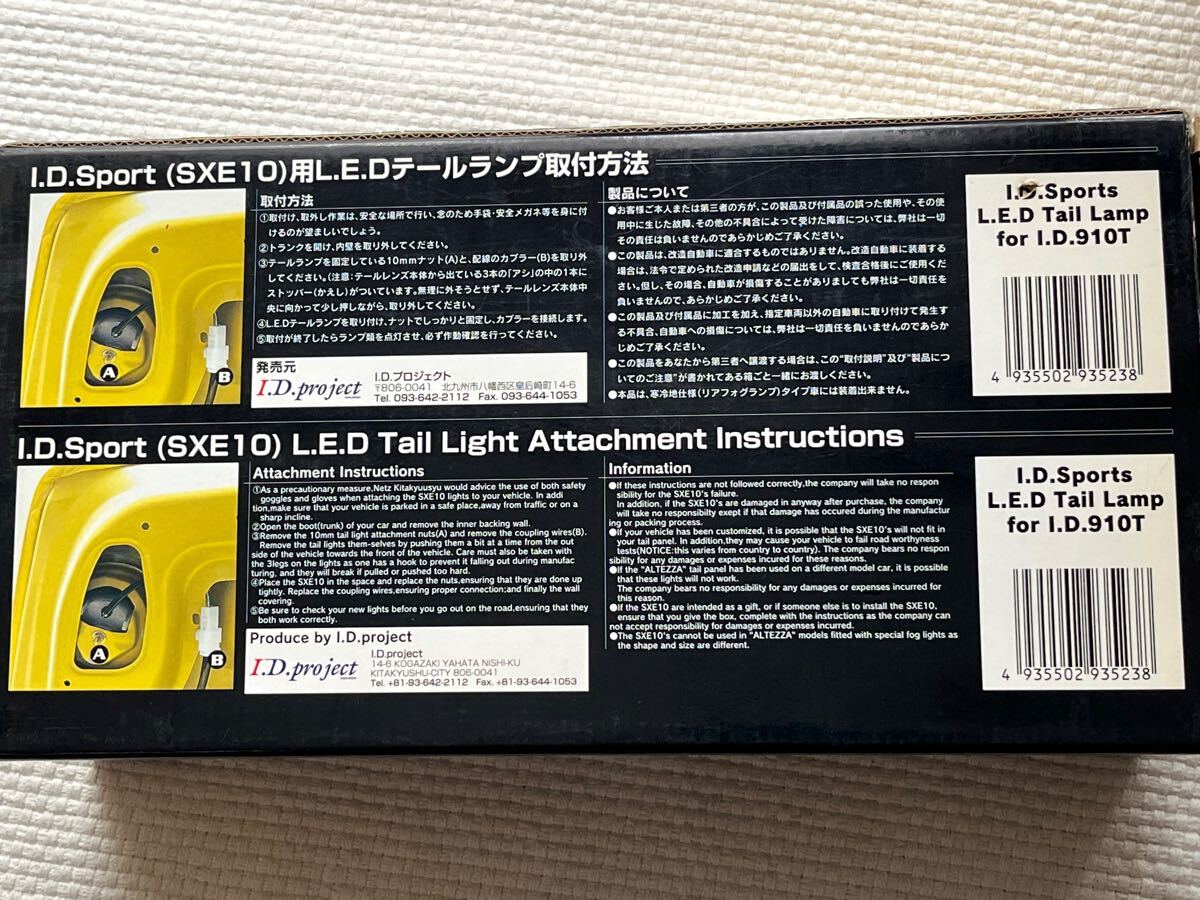 I.D.Sport (SXE10)用L.E.Dテールランプ取付方法
取付方法
①取付け、取外し作業は、安全な場所で行い、念のため手袋・安全メガネ等を身に付
けるのが望ましいでしょう。
②トランクを開け、内壁を取り外してください。
③テールランプを固定している10mmナット(A)と、配線のカプラー(B)を取り外
してください。(注意:テールレンズ本体から出ている3本の「アシ」の中の1本に
ストッパー(かえし)がついています。無理に外そうとせず、テールレンズ本体中
央に向かって少し押しながら、取り外してください。
④L.E.Dテールランプを取り付け、ナットでしっかりと固定し、カプラーを接続します。
⑤取付が終了したらランプ類を点灯させ、必ず作動確認を行ってください。
A
B
発売元
I.D.project
I.D.プロジェクト
〒806-0041 北九州市八幡西区皇后崎町14-6
Tel. 093-642-2112 Fax. 093-644-1053
製品について
●お客様ご本人または第三者の方が、この製品及び付属品の誤った使用や、その使
用中に生じた故障、その他の不具合によって受けた障害については、弊社は一切
その責任は負いませんのであらかじめご了承ください。
●この製品は、改造自動車に適合するものではありません。改造自動車に装着する
場合は、法令で定められた改造申請などの届出をして、検査合格後にご使用くだ
さい。但し、その場合、自動車が損傷することがありましても弊社は一切責任を
負いませんので、あらかじめご了承ください。
●この製品及び付属品に加工を加え、指定車両以外の自動車に取り付けて発生す
る不具合、自動車への損傷については、弊社は一切責任を負いませんのであらか
じめご了承ください。
●この製品をあなたから第三者へ譲渡する場合は、この"取付説明"及び"製品につ
いてのご注意"が書かれてある箱ごと一緒にお渡しください。
●本品は、寒冷地仕様(リアフォグランプ)タイプ車には装着出来ません。
I.D.Sports
L.E.D Tail Lamp
for I.D.910T
4 935502 935238
I.D.Sport (SXE10) L.E.D Tail Light Attachment Instructions
Attachment Instructions
①As a precautionary measure.Netz Kitakyuusyu would advice the use of both safety
goggles and gloves when attaching the SXE10 lights to your vehicle. In addi
tion,make sure that your vehicle is parked in a safe place,away from traffic or on a
sharp incline.
②Open the boot(trunk) of your car and remove the inner backing wall.
③Remove the 10mm tail light attachment nuts(A) and remove the coupling wires(B).
Remove the tail lights them-selves by pushing them a bit at a time from the out
side of the vehicle towards the front of the vehicle. Care must also be taken with
the 3legs on the lights as one has a hook to prevent it falling out during manufac
turing, and they will break if pulled or pushed too hard.
④Place the SXE10 in the space and replace the nuts,ensuring that they are done up
tightly. Replace the coupling wires,ensuring proper connection;and finally the wall
covering.
⑤Be sure to check your new lights before you go out on the road,ensuring that they
both work correctly.
A
B
Produce by I.D.project
I.D.project
I.D.project
14-6 KOGAZAKI YAHATA NISHI-KU
KITAKYUSHU-CITY 806-0041
Tel. +81-93-642-2112 Fax. +81-93-644-1053
Information
●If these instructions are not followed correctly,the company will take no respon
sibility for the SXE10's failure.
In addition, if the SXE10's are damaged in anyway after purchase, the company
will take no responsibilty exept if that damage has occured during the manufactur
ing or packing process.
●If your vehicle has been customized, it is possible that the SXE10's will not fit in
your tail panel. In addition,they may cause your vehicle to fail road worthyness
tests(NOTICE:this varies from country to country). The company bears no respon
sibility for any damages or expenses incured for these reasons.
●If the "ALTEZZA" tail panel has been used on a different model car, it is possible
that these lights will not work.
The company bears no responsibility for any damages or expenses incurred for
this reason.
●If the SXE10 are intended as a gift, or if someone else is to install the SXE10,
ensure that you give the box, complete with the instructions as the company can
not accept responsibility for damages or expenses incurred.
●The SXE10's cannot be used in "ALTEZZA" models fitted with special fog lights as
the shape and size are different.
I.D.Sports
L.E.D Tail Lamp
for I.D.910T
4 935502 935238